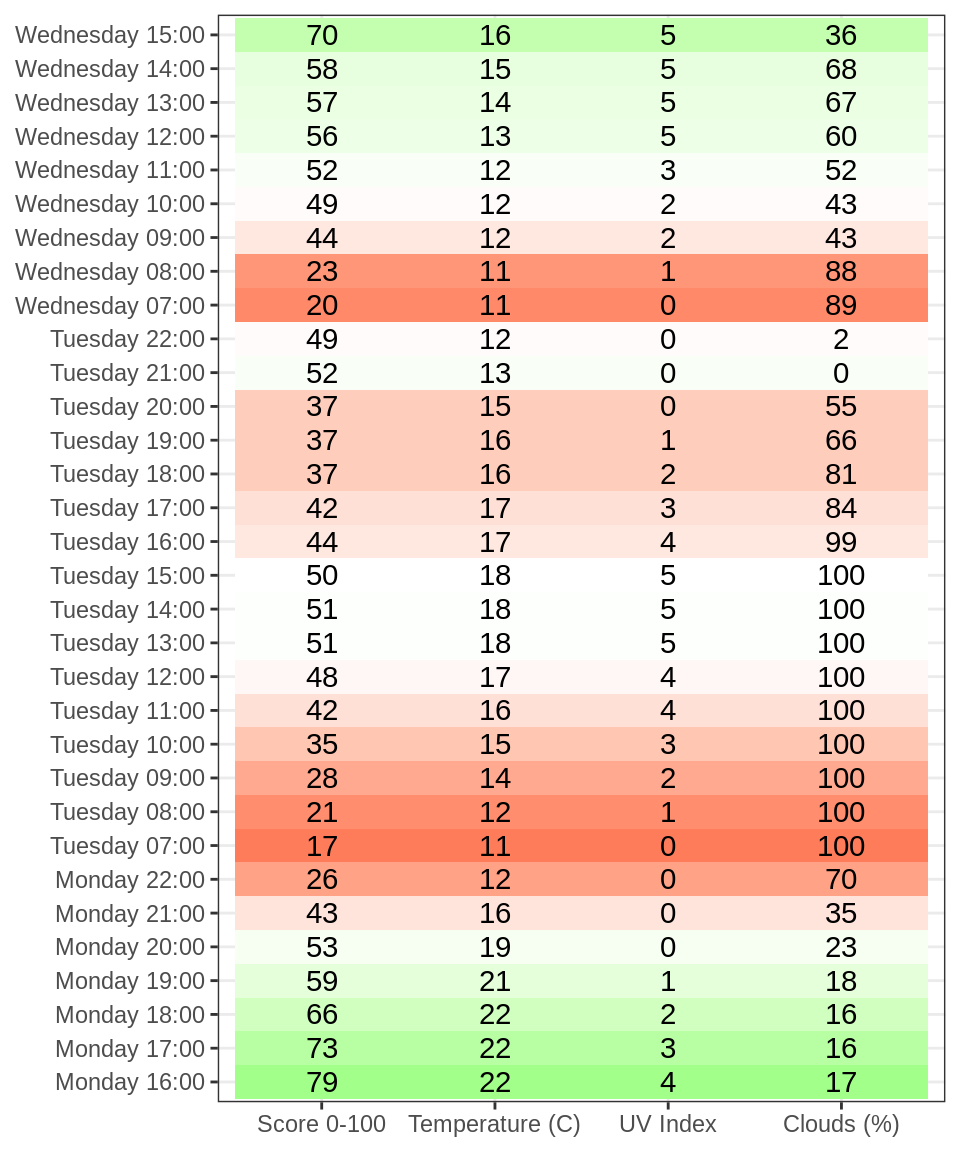 Wednesday 15:00 70 16 5 36
Wednesday 14:00 58 15 5 68
Wednesday 13:00 57 14 5 67
Wednesday 12:00 56 13 5 60
Wednesday 11:00 52 12 3 52
Wednesday 10:00 49 12 2 43
Wednesday 09:00 44 12 2 43
Wednesday 08:00 23 11 1 88
Wednesday 07:00 20 11 0 89
Tuesday 22:00 49 12 0 2
Tuesday 21:00 52 13 0 0
Tuesday 20:00 37 15 0 55
Tuesday 19:00 37 16 1 66
Tuesday 18:00 37 16 2 81
Tuesday 17:00 42 17 3 84
Tuesday 16:00 44 17 4 99
Tuesday 15:00 50 18 5 100
Tuesday 14:00 51 18 5 100
Tuesday 13:00 51 18 5 100
Tuesday 12:00 48 17 4 100
Tuesday 11:00 42 16 4 100
Tuesday 10:00 35 15 3 100
Tuesday 09:00 28 14 2 100
Tuesday 08:00 21 12 1 100
Tuesday 07:00 17 11 0 100
Monday 22:00 26 12 0 70
Monday 21:00 43 16 0 35
Monday 20:00 53 19 0 23
Monday 19:00 59 21 1 18
Monday 18:00 66 22 2 16
Monday 17:00 73 22 3 16
Monday 16:00 79 22 4 17
Score 0-100 Temperature (C) UV Index Clouds (%)